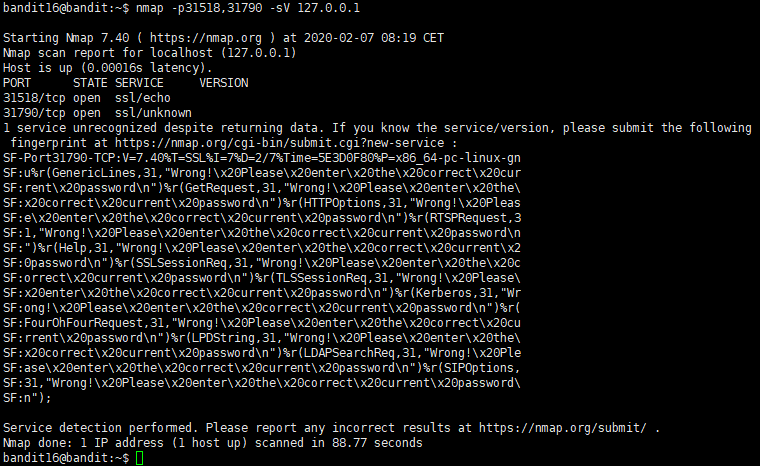 bandit16@bandit:~$ nmap -p31518,31790 -sV 127.0.0.1
Starting Nmap 7.40 ( https://nmap.org ) at 2020-02-07 08:19 CET
Nmap scan report for localhost (127.0.0.1)
Host is up (0.00016s latency).
PORT      STATE SERVICE     VERSION
31518/tcp open  ssl/echo
31790/tcp open  ssl/unknown
1 service unrecognized despite returning data. If you know the service/version, please submit the following
 fingerprint at https://nmap.org/cgi-bin/submit.cgi?new-service :
SF-Port31790-TCP:V=7.40%T=SSL%I=7%D=2/7%Time=5E3D0F80%P=x86_64-pc-linux-gn
SF:u%r(GenericLines,31,"Wrong!\x20Please\x20enter\x20the\x20correct\x20cur
SF:rent\x20password\n")%r(GetRequest,31,"Wrong!\x20Please\x20enter\x20the\
SF:x20correct\x20current\x20password\n")%r(HTTPOptions,31,"Wrong!\x20Pleas
SF:e\x20enter\x20the\x20correct\x20current\x20password\n")%r(RTSPRequest,3
SF:1,"Wrong!\x20Please\x20enter\x20the\x20correct\x20current\x20password\n
SF:")%r(Help,31,"Wrong!\x20Please\x20enter\x20the\x20correct\x20current\x2
SF:0password\n")%r(SSLSessionReq,31,"Wrong!\x20Please\x20enter\x20the\x20c
SF:orrect\x20current\x20password\n")%r(TLSSessionReq,31,"Wrong!\x20Please\
SF:x20enter\x20the\x20correct\x20current\x20password\n")%r(Kerberos,31,"Wr
SF:ong!\x20Please\x20enter\x20the\x20correct\x20current\x20password\n")%r(
SF:FourOhFourRequest,31,"Wrong!\x20Please\x20enter\x20the\x20correct\x20cu
SF:rrent\x20password\n")%r(LPDString,31,"Wrong!\x20Please\x20enter\x20the\
SF:x20correct\x20current\x20password\n")%r(LDAPSearchReq,31,"Wrong!\x20Ple
SF:ase\x20enter\x20the\x20correct\x20current\x20password\n")%r(SIPOptions,
SF:31,"Wrong!\x20Please\x20enter\x20the\x20correct\x20current\x20password\
SF:n");
Service detection performed. Please report any incorrect results at https://nmap.org/submit/ .
Nmap done: 1 IP address (1 host up) scanned in 88.77 seconds
bandit16@bandit:~$